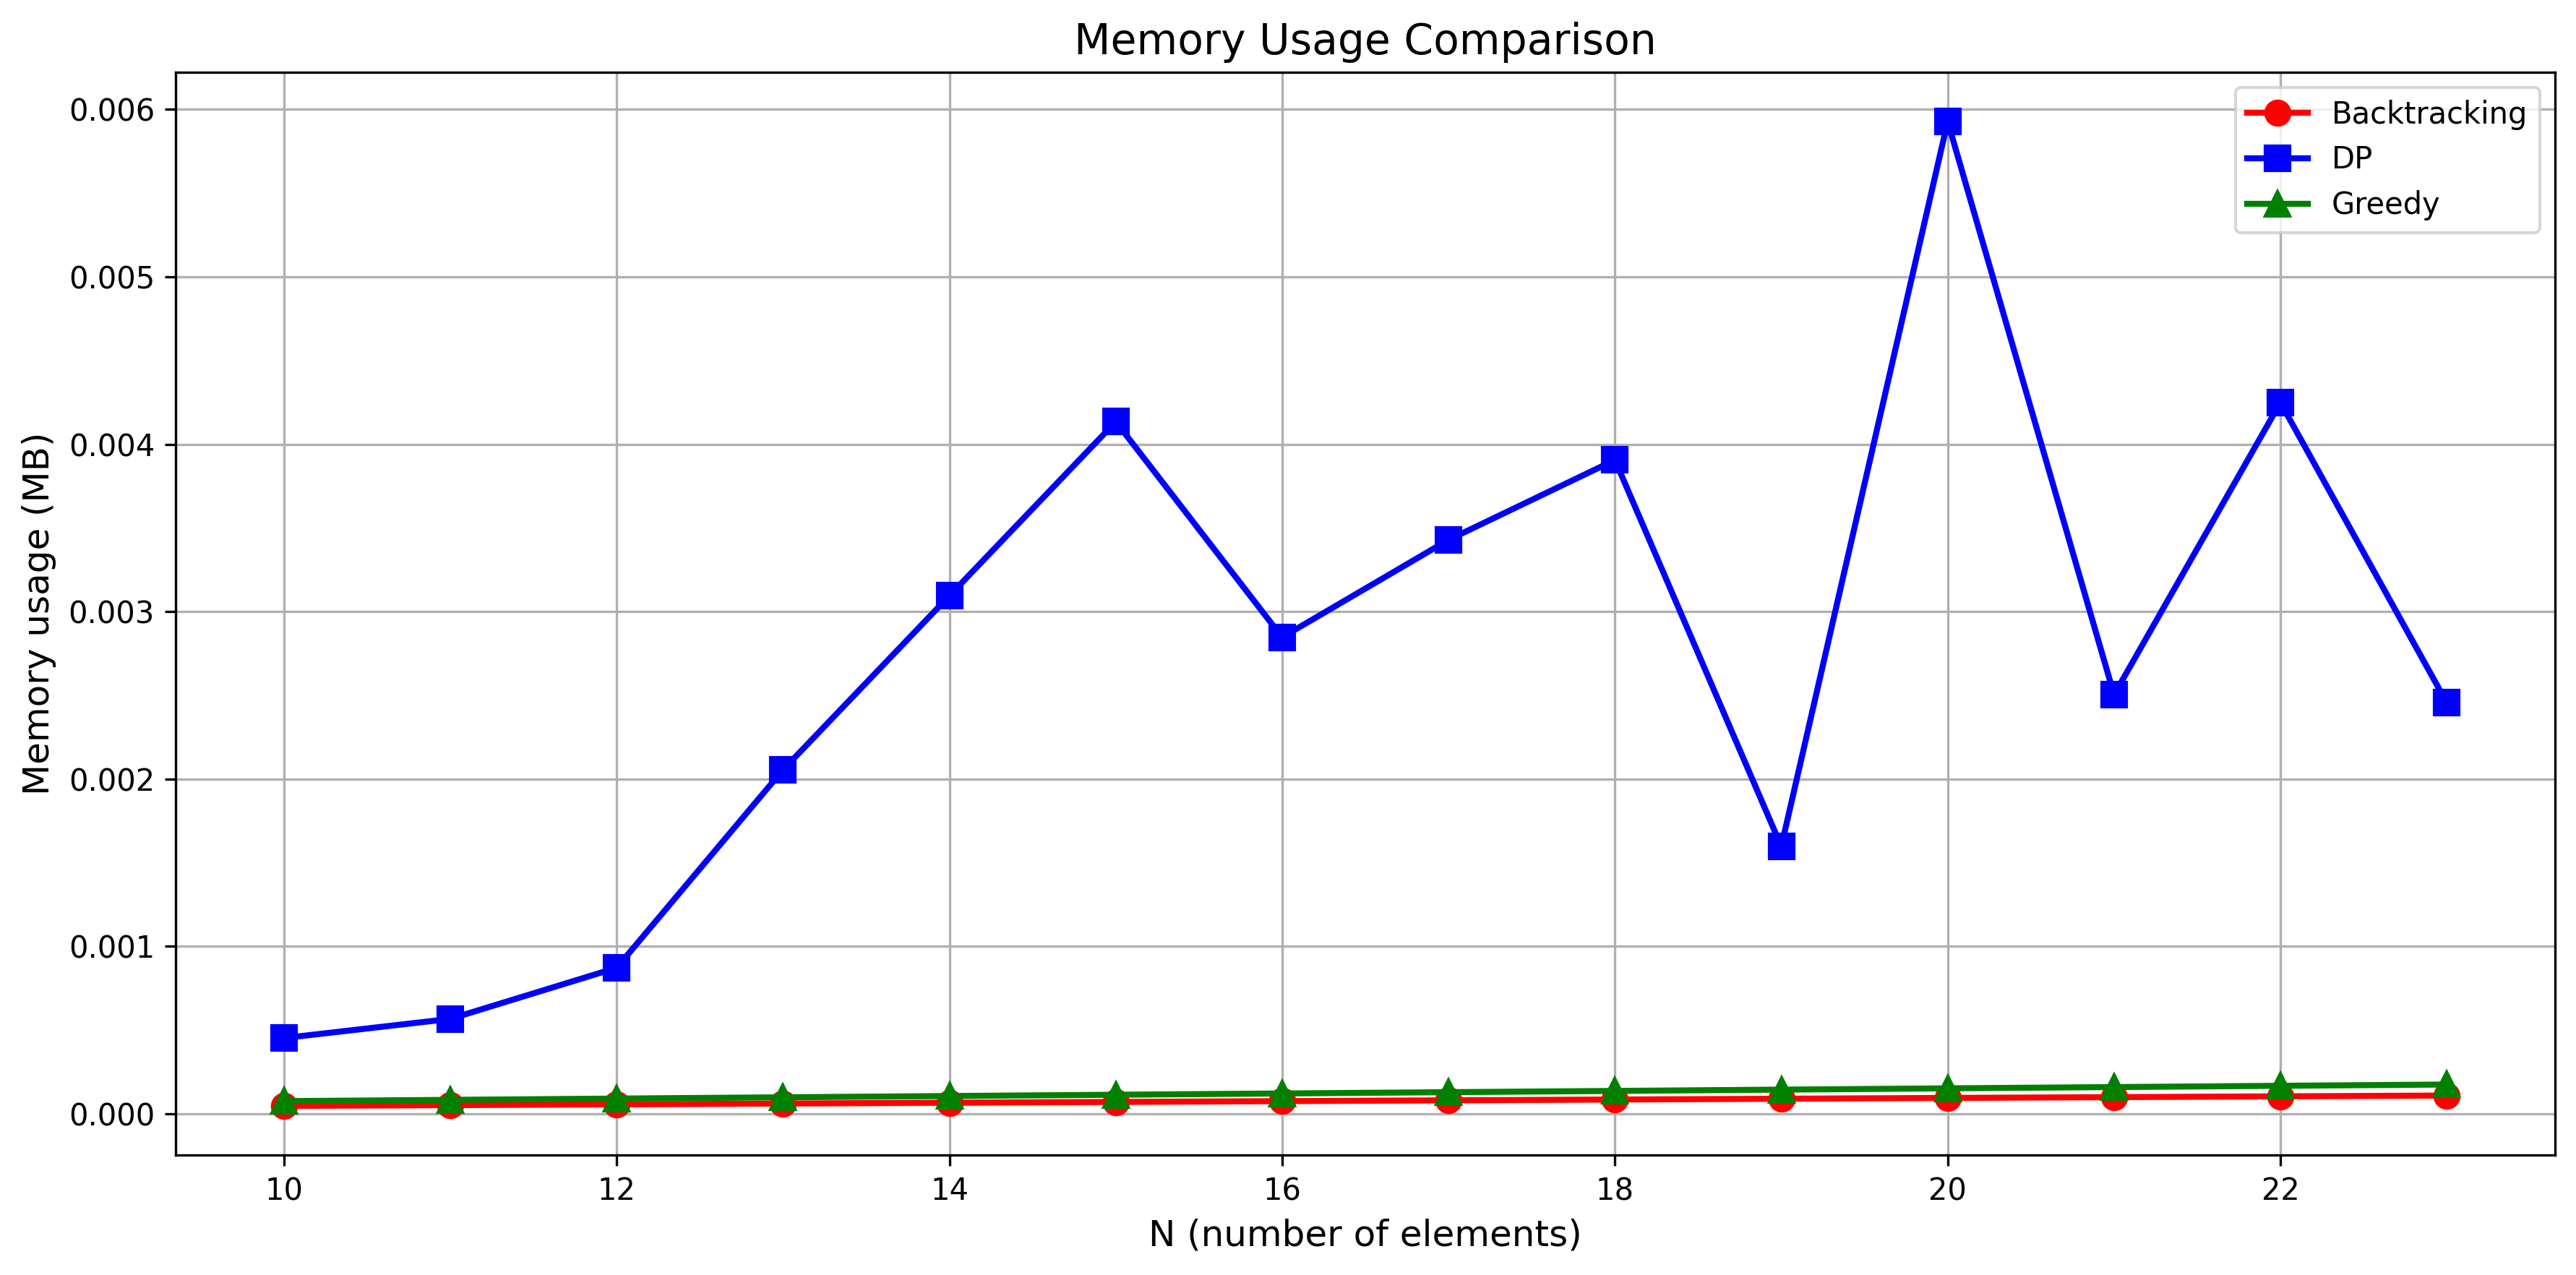 Memory Usage Comparison
Memory usage (MB)
0.006
0.005
0.004
0.003
0.002
0.001
0.000
Backtracking
DP
Greedy
10 12 14 16 18 20 22
N (number of elements)